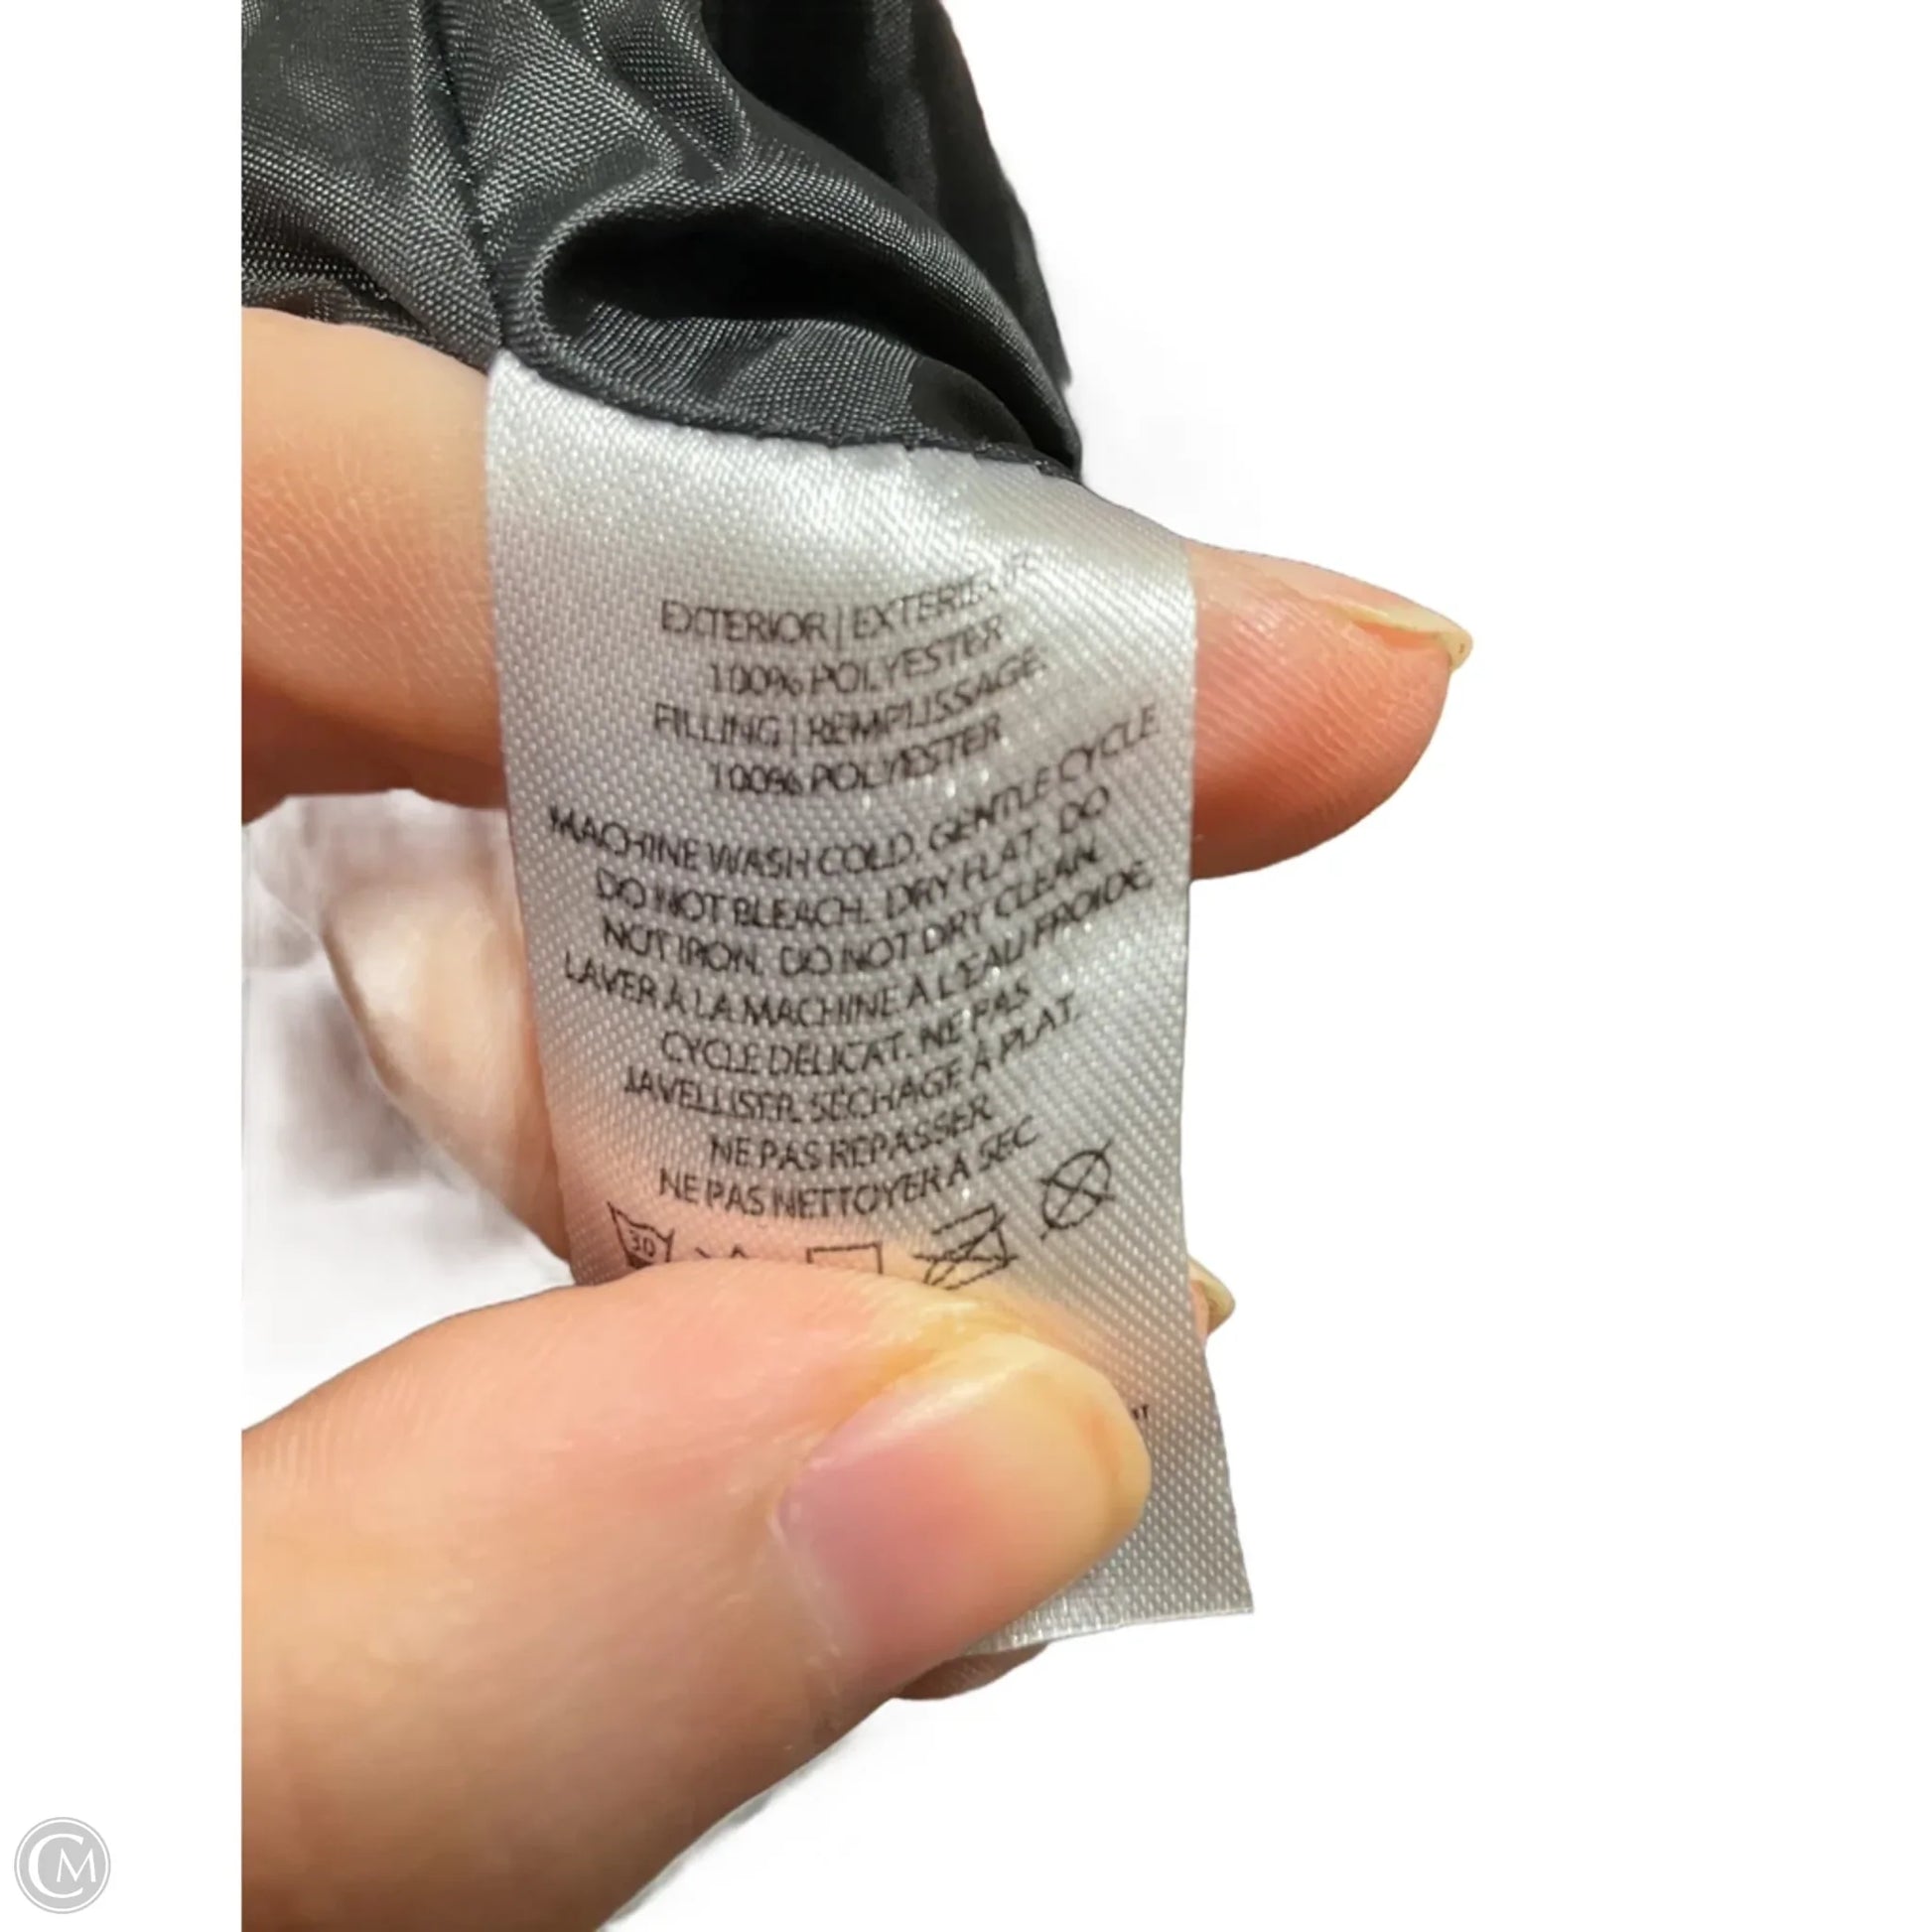 EXTERIOR | EXTERIEUR
100% POLYESTER
FILLING | REMPLISSAGE
100% POLYESTER
MACHINE WASH COLD. GENTLE CYCLE
DO NOT BLEACH. DRY FLAT. DO
NOT IRON. DO NOT DRY CLEAN.
LAVER À LA MACHINE À L'EAU FROIDE
CYCLE DÉLICAT. NE PAS
JAVELLISER. SÉCHAGE À PLAT.
NE PAS REPASSER
NE PAS NETTOYER À SEC
30
CM